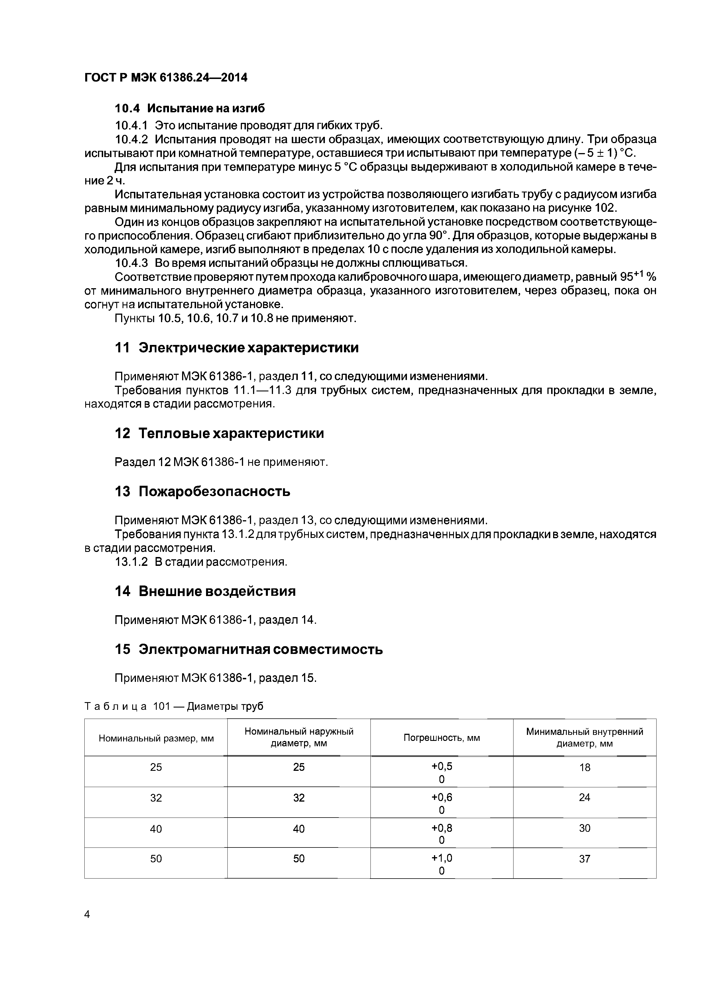 ГОСТ Р МЭК 61386.24—2014
10.4 Испытание на изгиб
10.4.1 Это испытание проводят для гибких труб.
10.4.2 Испытания проводят на шести образцах, имеющих соответствующую длину. Три образца
испытывают при комнатной температуре, оставшиеся три испытывают при температуре (– 5 ± 1) °С.
Для испытания при температуре минус 5 °С образцы выдерживают в холодильной камере в тече-
ние 2 ч.
Испытательная установка состоит из устройства позволяющего изгибать трубу с радиусом изгиба
равным минимальному радиусу изгиба, указанному изготовителем, как показано на рисунке 102.
Один из концов образцов закрепляют на испытательной установке посредством соответствующе-
го приспособления. Образец сгибают приблизительно до угла 90°. Для образцов, которые выдержаны в
холодильной камере, изгиб выполняют в пределах 10 с после удаления из холодильной камеры.
10.4.3 Во время испытаний образцы не должны сплющиваться.
Соответствие проверяют путем прохода калибровочного шара, имеющего диаметр, равный 95⁺¹ %
от минимального внутреннего диаметра образца, указанного изготовителем, через образец, пока он
согнут на испытательной установке.
Пункты 10.5, 10.6, 10.7 и 10.8 не применяют.
11 Электрические характеристики
Применяют МЭК 61386-1, раздел 11, со следующими изменениями.
Требования пунктов 11.1—11.3 для трубных систем, предназначенных для прокладки в земле,
находятся в стадии рассмотрения.
12 Тепловые характеристики
Раздел 12 МЭК 61386-1 не применяют.
13 Пожаробезопасность
Применяют МЭК 61386-1, раздел 13, со следующими изменениями.
Требования пункта 13.1.2 для трубных систем, предназначенных для прокладки в земле, находятся
в стадии рассмотрения.
13.1.2 В стадии рассмотрения.
14 Внешние воздействия
Применяют МЭК 61386-1, раздел 14.
15 Электромагнитная совместимость
Применяют МЭК 61386-1, раздел 15.
Таблица 101 — Диаметры труб
Номинальный размер, мм
Номинальный наружный
диаметр, мм
Погрешность, мм
Минимальный внутренний
диаметр, мм
25
25
+0,5
0
18
32
32
+0,6
0
24
40
40
+0,8
0
30
50
50
+1,0
0
37
4